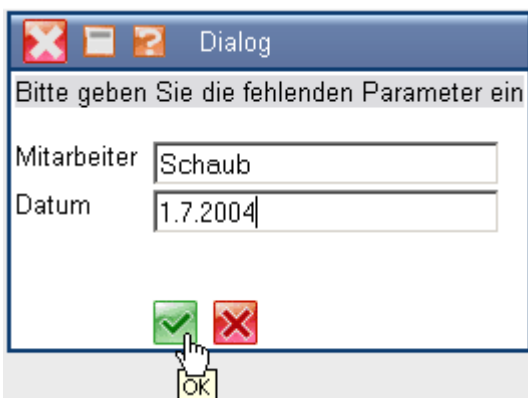 Dialog
Bitte geben Sie die fehlenden Parameter ein
Mitarbeiter Schaub
Datum 1.7.2004
OK